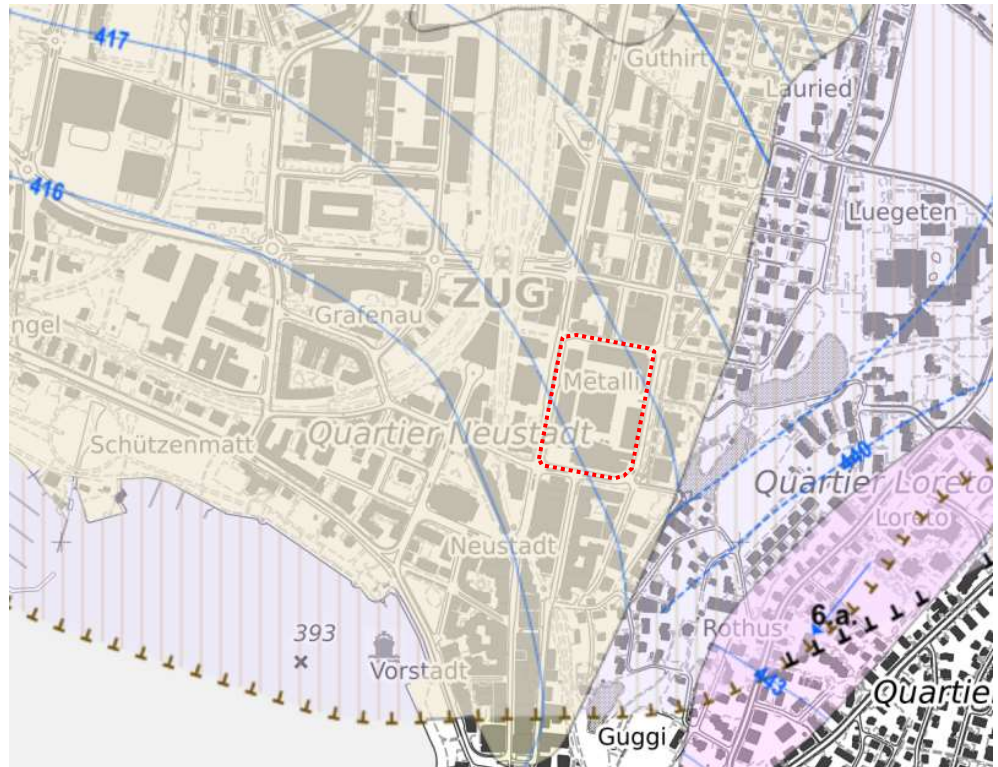 417
Guthirt
Lauried
416
Luegeten
ZUG
Grafenau
ngel
Metalli
Schützenmatt
Quartier Neustadt
440
Quartier Loreto
Loreto
Neustadt
6.a.
393
Rothus
Vorstadt
443
Quartie
Guggi